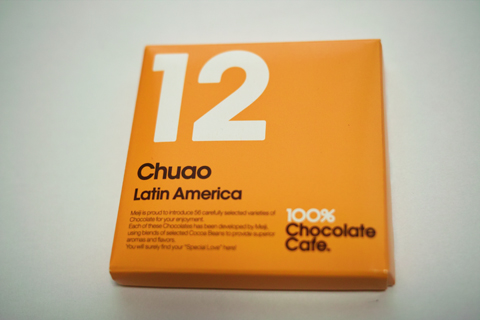 12
Chuao
Latin America
Meiji is proud to introduce 56 carefully selected varieties of
Chocolate for your enjoyment.
Each of these Chocolates has been developed by Meiji,
using blends of selected Cocoa Beans to provide superior
aromas and flavors.
You will surely find your "Special Love" here!
100%
Chocolate
Cafe.